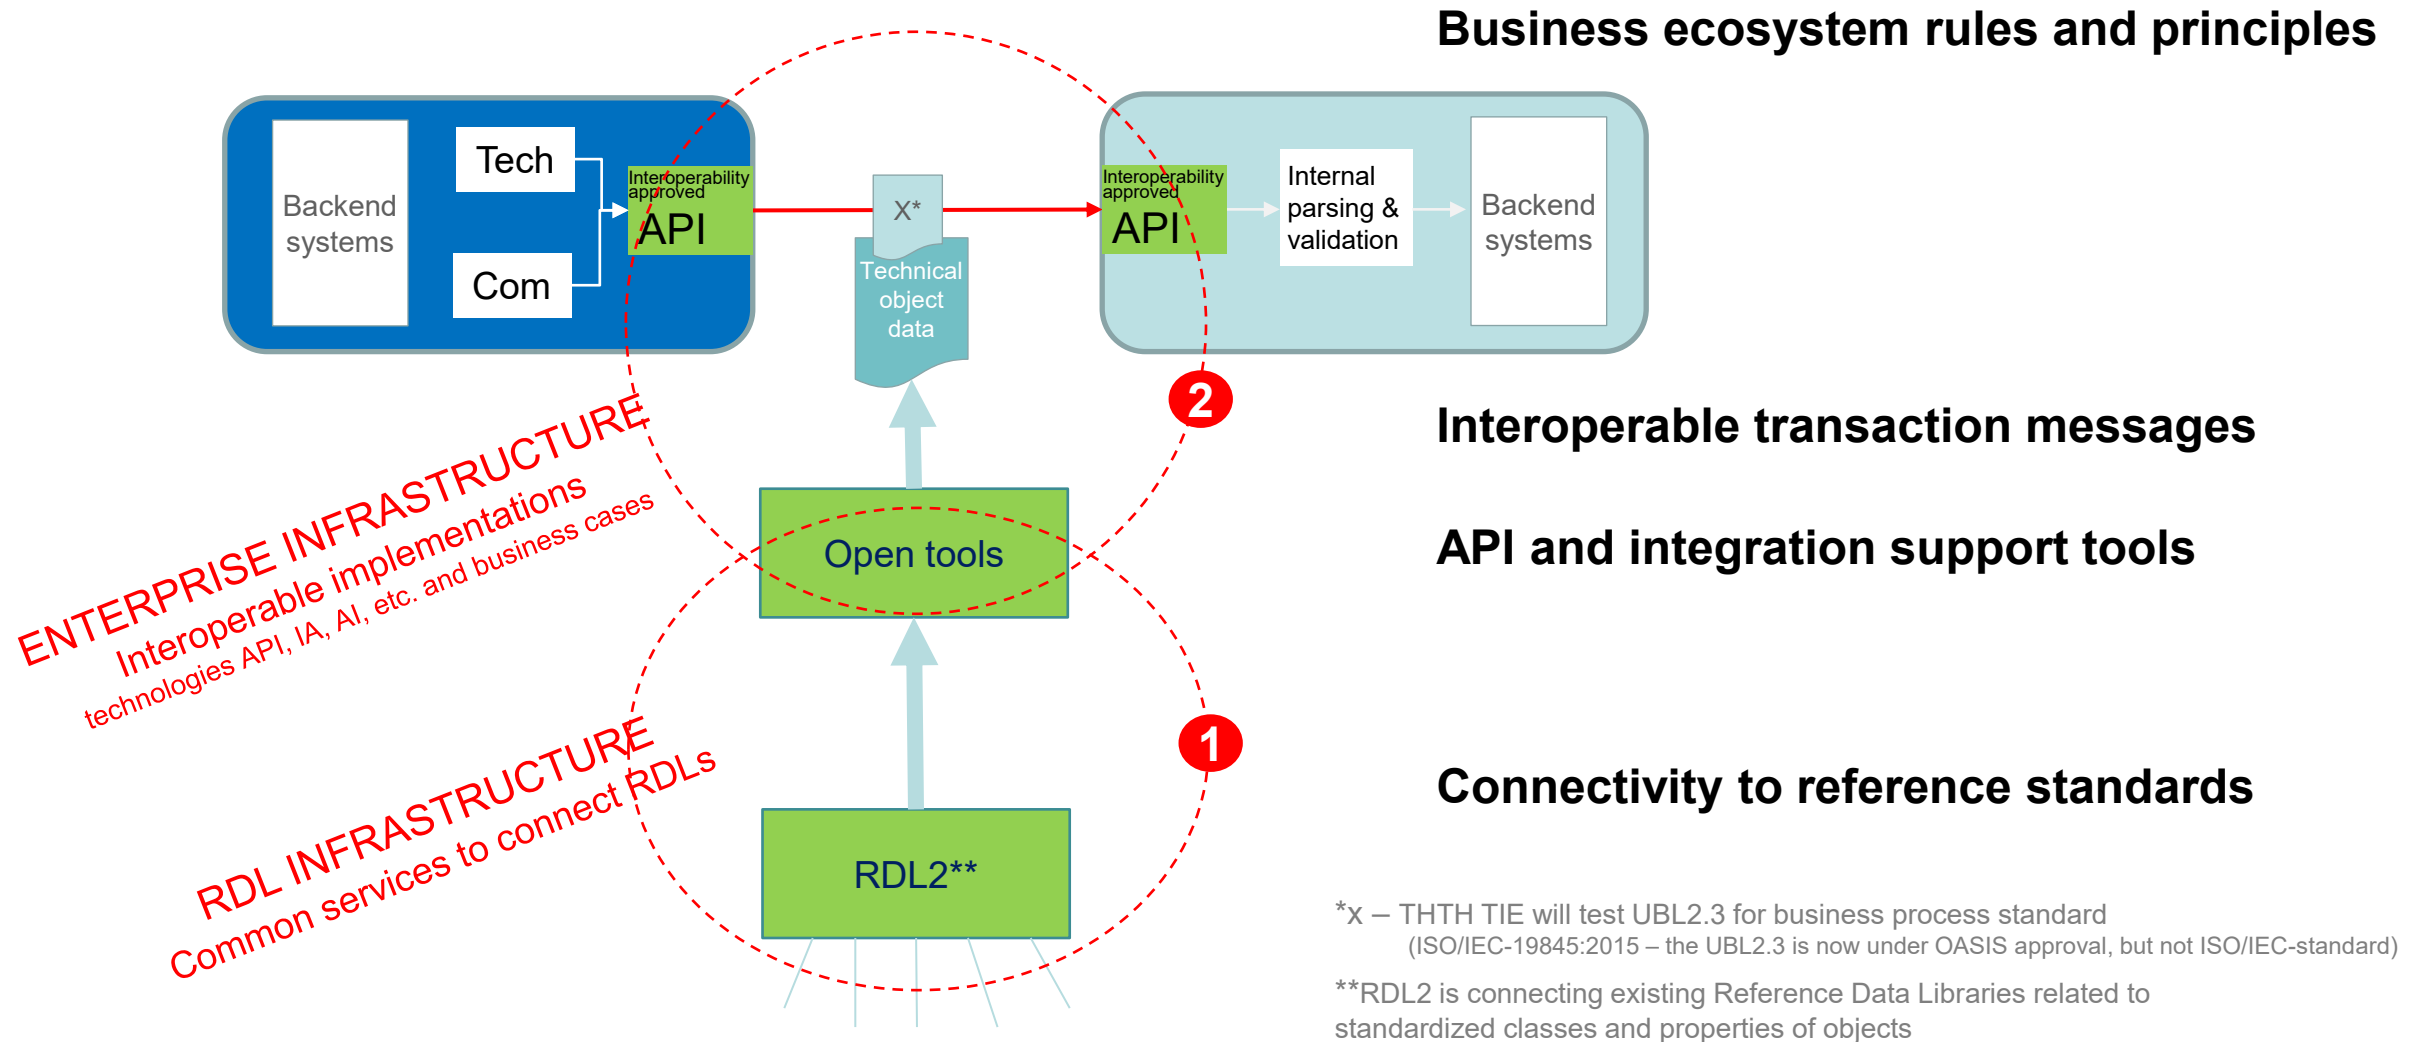 Business ecosystem rules and principles
Backend
systems
Tech
Com
Interoperability
approved
API
X*
Technical
object
data
Interoperability
approved
API
Internal
parsing &
validation
Backend
systems
2
Interoperable transaction messages
ENTERPRISE INFRASTRUCTURE
Interoperable implementations
technologies API, IA, AI, etc. and business cases
Open tools
API and integration support tools
1
RDL INFRASTRUCTURE
Common services to connect RDLs
Connectivity to reference standards
RDL2**
*x – THTH TIE will test UBL2.3 for business process standard
(ISO/IEC-19845:2015 – the UBL2.3 is now under OASIS approval, but not ISO/IEC-standard)
**RDL2 is connecting existing Reference Data Libraries related to
standardized classes and properties of objects